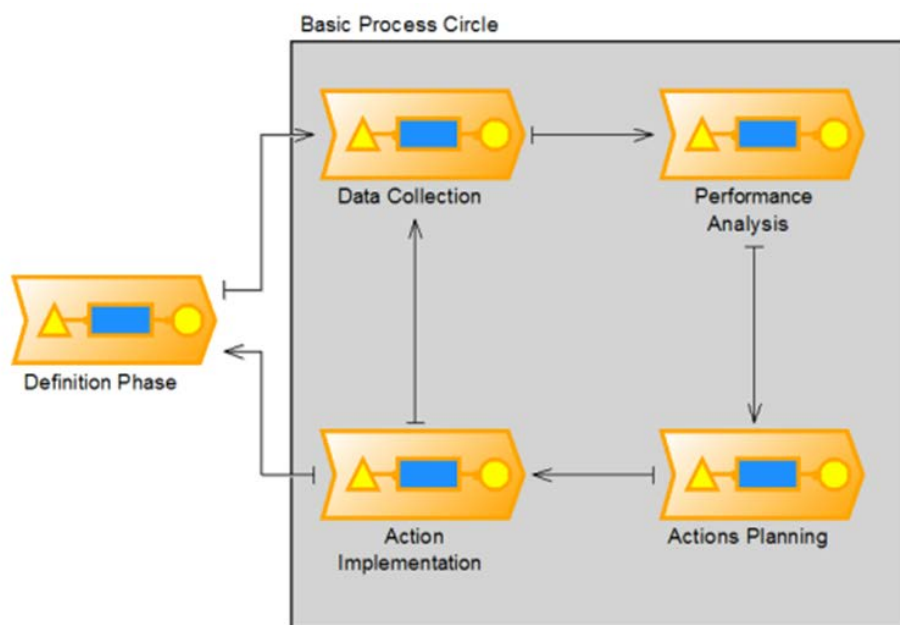 Basic Process Circle
Data Collection
Performance
Analysis
Definition Phase
Action
Implementation
Actions Planning